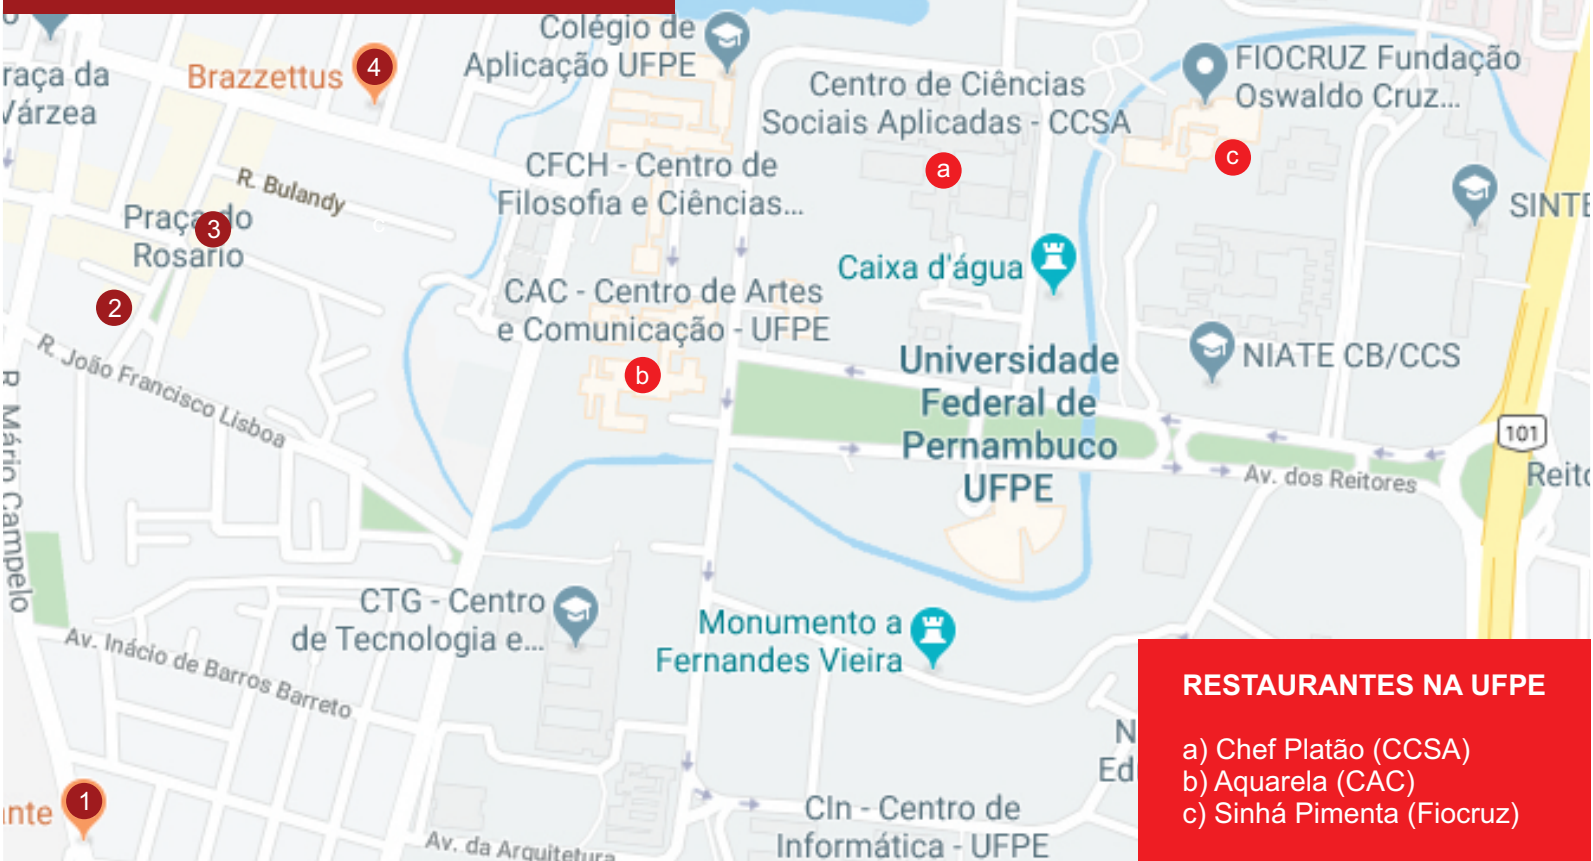 Colégio de
Aplicação UFPE
FIOCRUZ Fundação
Oswaldo Cruz...
raça da
Várzea
Brazzettus
4
Centro de Ciências
Sociais Aplicadas - CCSA
a
c
CFCH - Centro de
Filosofia e Ciências...
R. Bulandy
c
SINTE
Praça do
Rosário
3
2
Caixa d'água
CAC - Centro de Artes
e Comunicação - UFPE
b
Universidade
Federal de
Pernambuco
UFPE
NIATE CB/CCS
R. João Francisco Lisboa
R. Mário Campelo
101
Av. dos Reitores
Reito
CTG - Centro
de Tecnologia e...
Monumento a
Fernandes Vieira
Av. Inácio de Barros Barreto
N
Ed
1
nte
CIn - Centro de
Informática - UFPE
Av. da Arquitetura
RESTAURANTES NA UFPE
a) Chef Platão (CCSA)
b) Aquarela (CAC)
c) Sinhá Pimenta (Fiocruz)